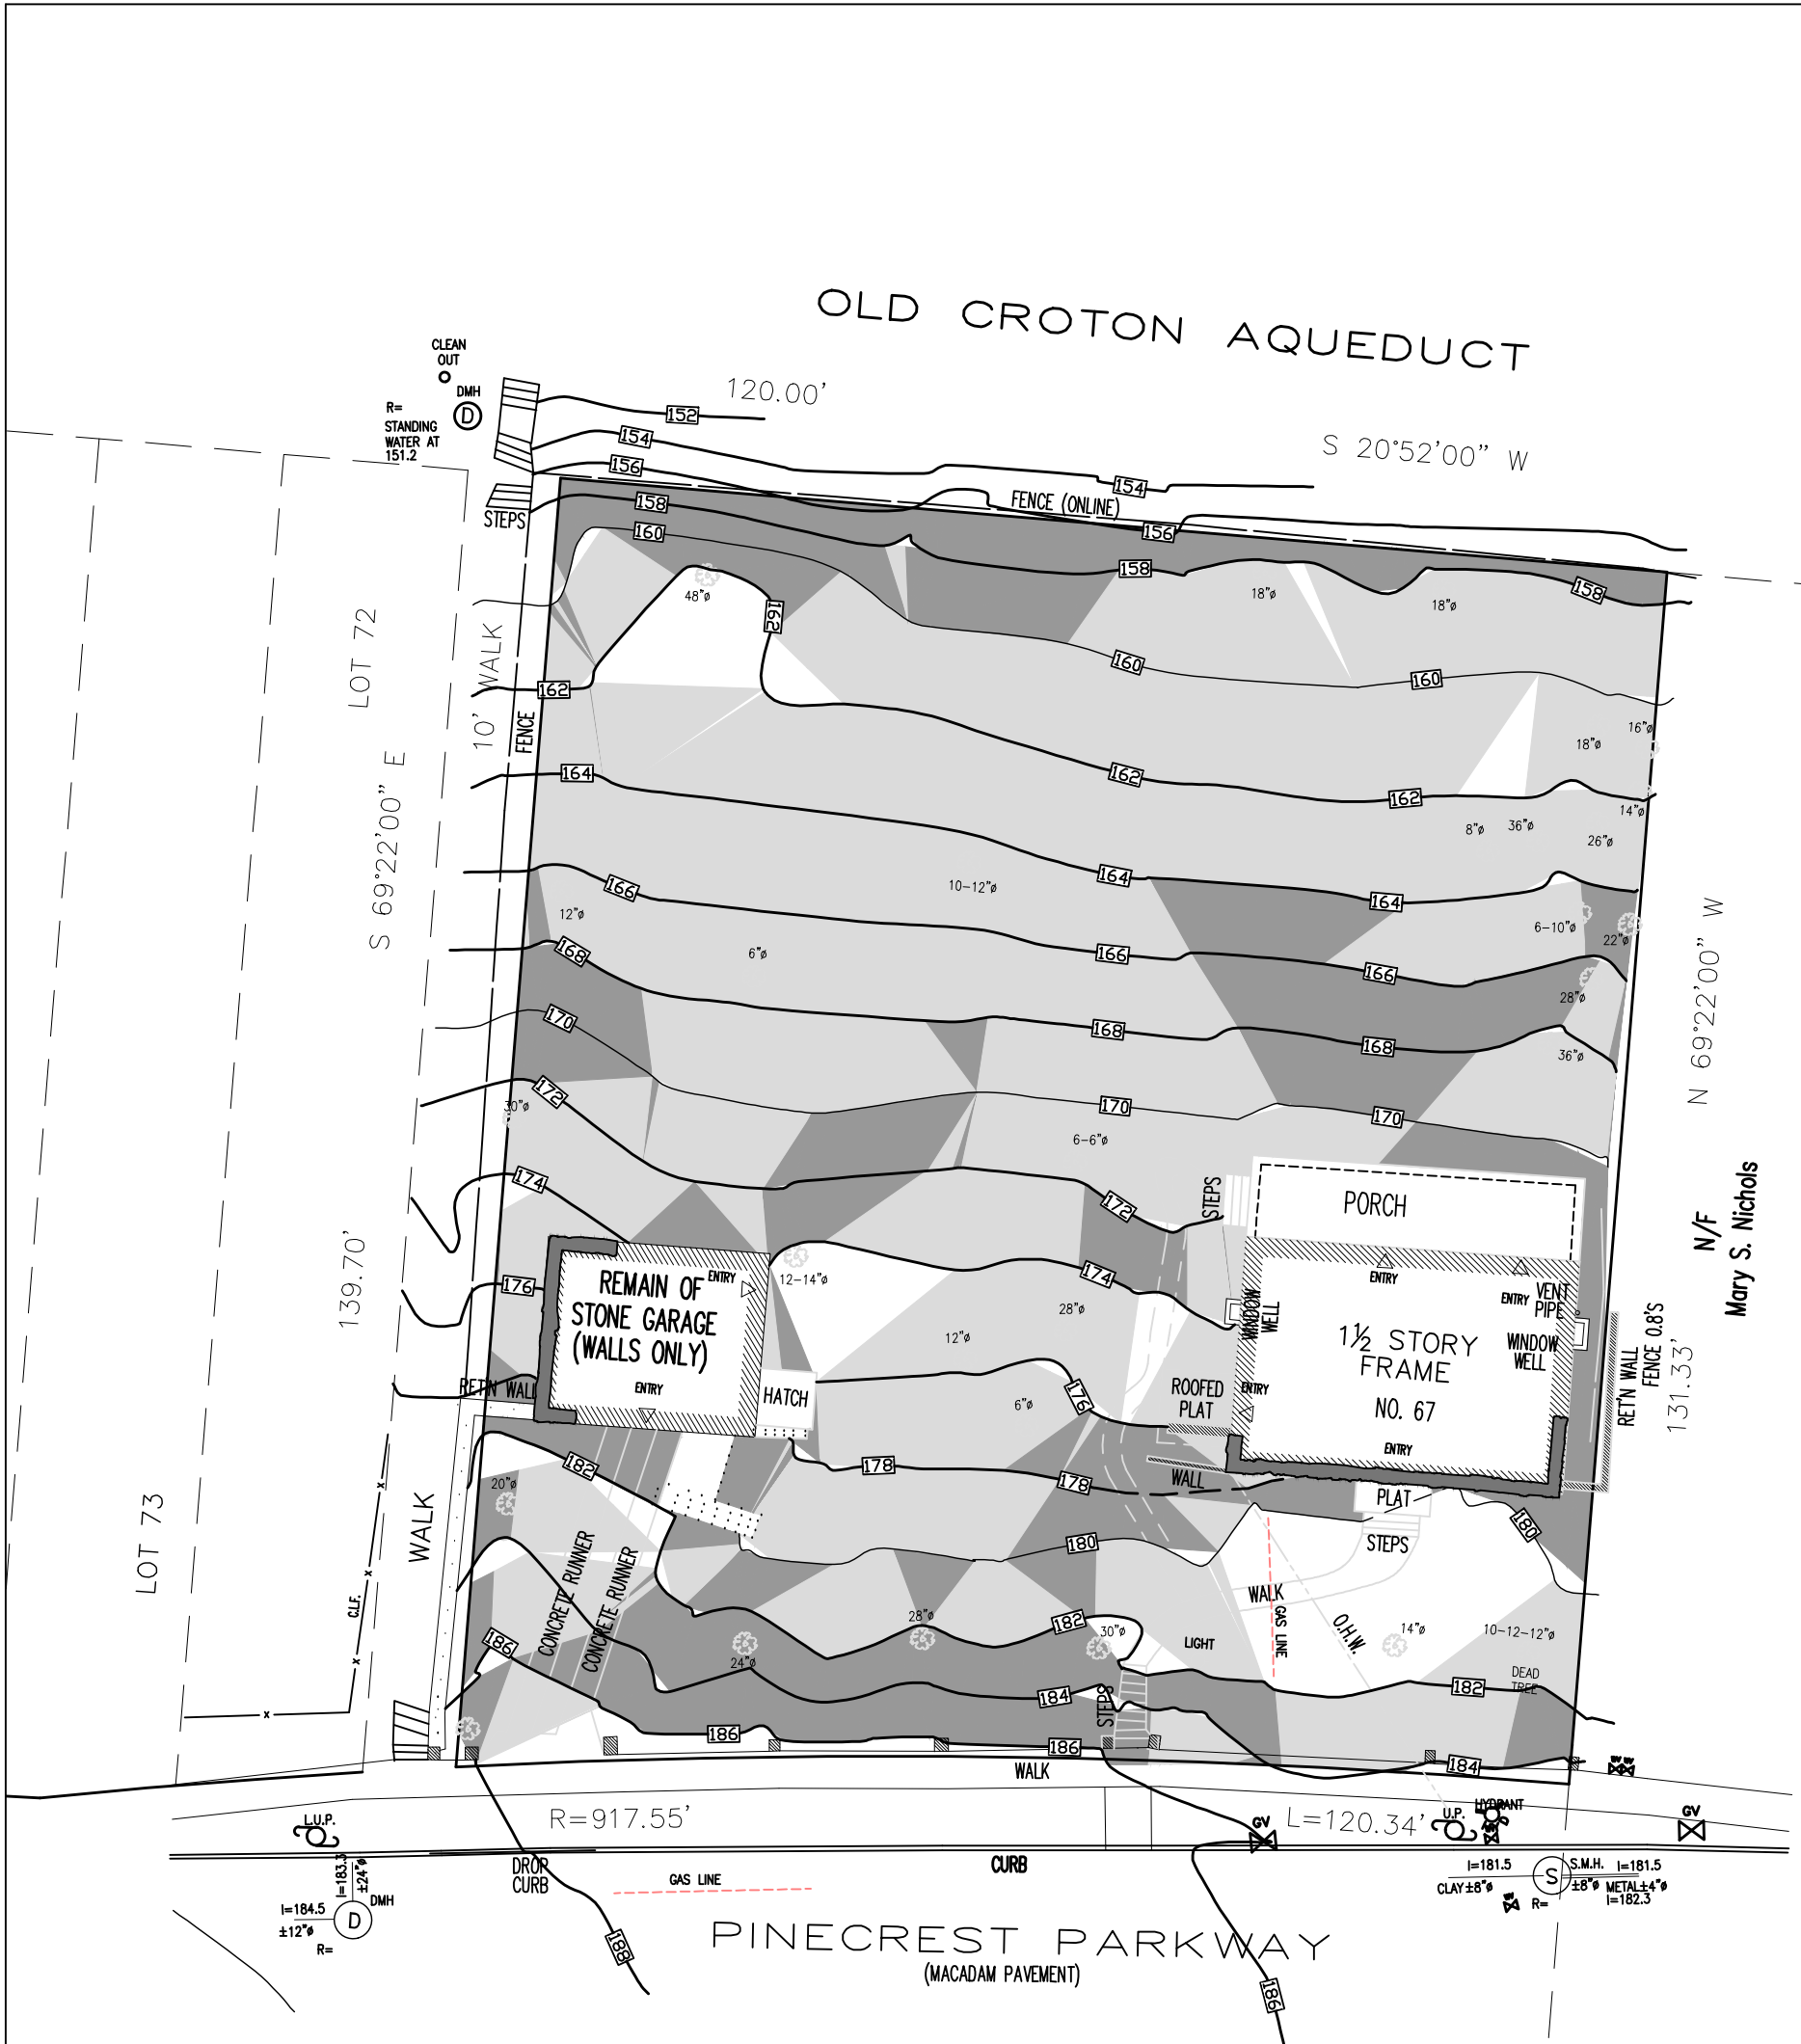 OLD CROTON AQUEDUCT
CLEAN
OUT
DMH
D
R=
STANDING
WATER AT
151.2
120.00'
S 20°52'00" W
152
154
156
154
FENCE (ONLINE)
STEPS
158
160
156
158
158
48"ø
162
18"ø
18"ø
LOT 72
10' WALK
FENCE
162
160
160
16"ø
18"ø
S 69°22'00" E
164
162
162
14"ø
8"ø
36"ø
26"ø
166
10-12"ø
164
164
12"ø
6-10"ø
22"ø
168
6"ø
166
166
28"ø
N 69°22'00" W
170
168
168
36"ø
172
30"ø
170
170
6-6"ø
174
172
STEPS
PORCH
N/F
Mary S. Nichols
139.70'
176
REMAIN OF
STONE GARAGE
(WALLS ONLY)
ENTRY
ENTRY
12-14"ø
174
28"ø
12"ø
WINDOW
WELL
ENTRY
ENTRY
VENT
PIPE
1½ STORY
FRAME
NO. 67
WINDOW
WELL
RET'N WALL
FENCE 0.8'S
131.33'
RET'N WALL
HATCH
6"ø
176
ROOFED
PLAT
ENTRY
ENTRY
182
178
178
WALL
PLAT
180
20"ø
LOT 73
WALK
C.L.F.
CONCRETE RUNNER
CONCRETE RUNNER
180
STEPS
WALK
GAS LINE
O.H.W.
28"ø
182
30"ø
LIGHT
14"ø
10-12-12"ø
186
24"ø
DEAD
TREE
184
STEPS
182
186
186
184
WALK
R=917.55'
L=120.34'
L.U.P.
GV
U.P.
HYDRANT
GV
DROP
CURB
GAS LINE
CURB
I=183.3
±24"ø
DMH
I=184.5
±12"ø
D
R=
I=181.5
CLAY±8"ø
S
S.M.H.
I=181.5
±8"ø
METAL±4"ø
I=182.3
R=
188
PINECREST PARKWAY
(MACADAM PAVEMENT)
186